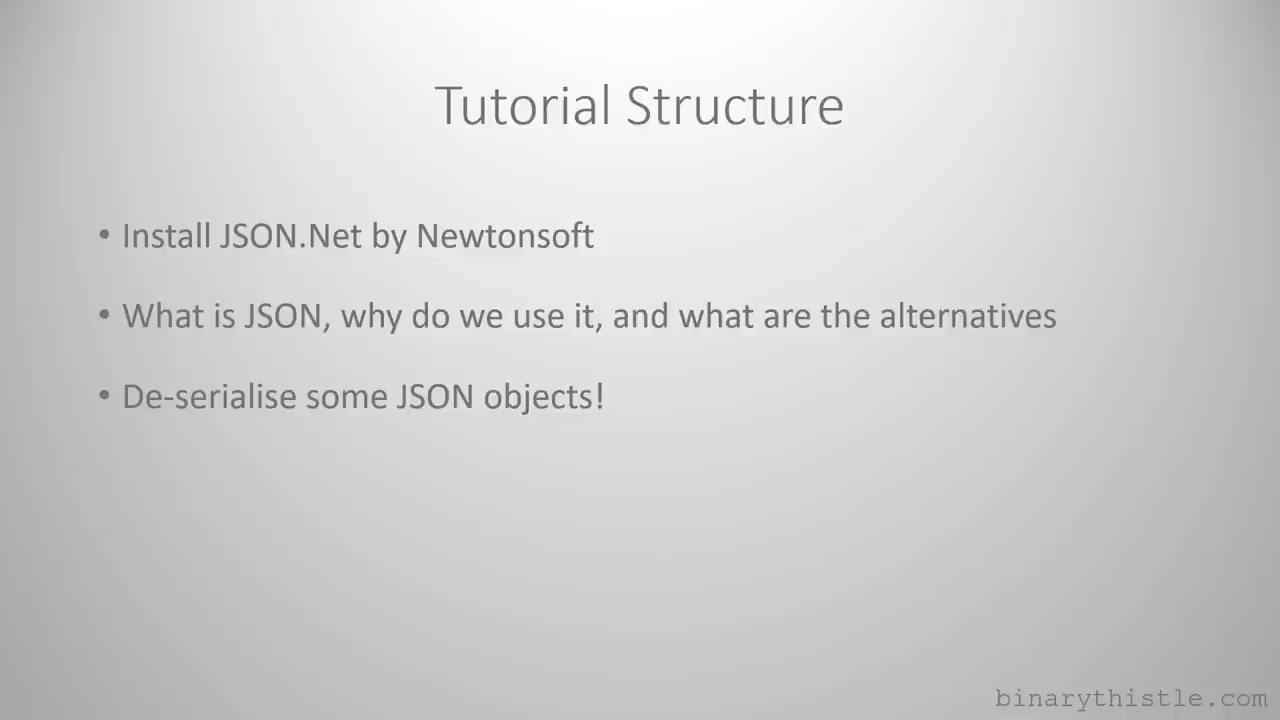 Tutorial Structure
• Install JSON.Net by Newtonsoft
• What is JSON, why do we use it, and what are the alternatives
• De-serialise some JSON objects!
binarythistle.com